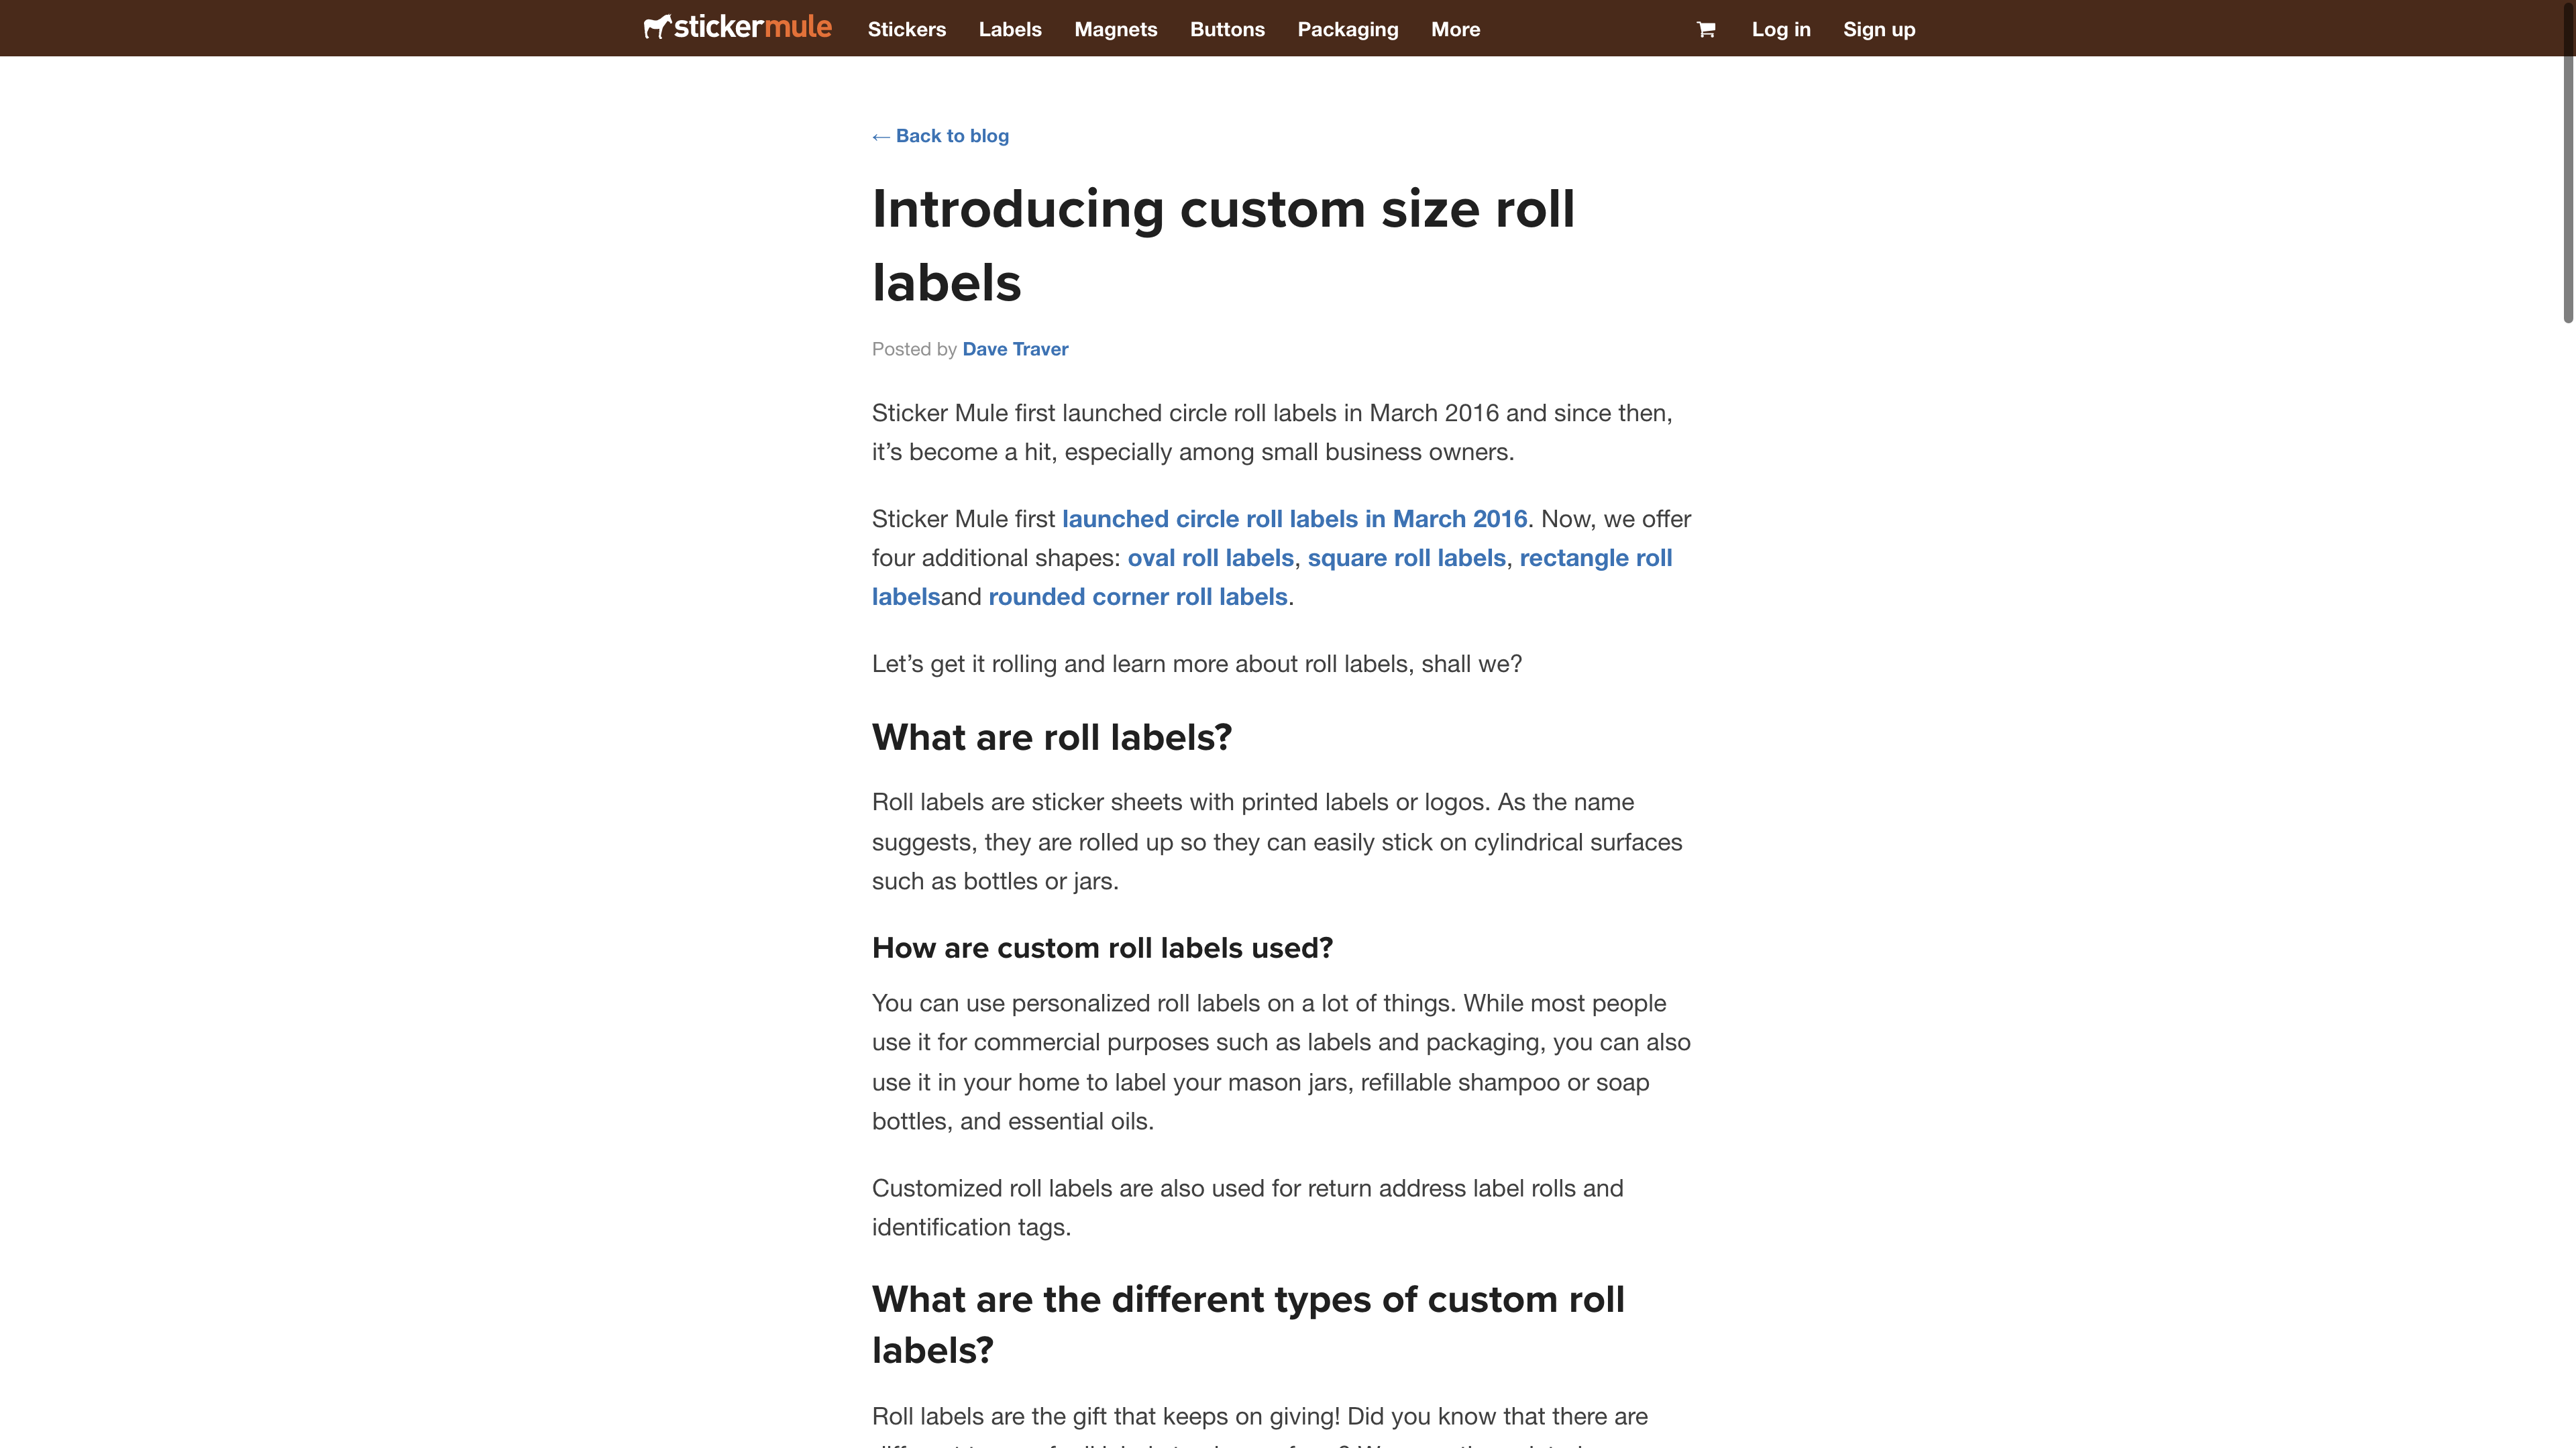 stickermule Stickers Labels Magnets Buttons Packaging More Log in Sign up
← Back to blog
Introducing custom size roll
labels
Posted by Dave Traver
Sticker Mule first launched circle roll labels in March 2016 and since then,
it’s become a hit, especially among small business owners.
Sticker Mule first launched circle roll labels in March 2016. Now, we offer
four additional shapes: oval roll labels, square roll labels, rectangle roll
labelsand rounded corner roll labels.
Let’s get it rolling and learn more about roll labels, shall we?
What are roll labels?
Roll labels are sticker sheets with printed labels or logos. As the name
suggests, they are rolled up so they can easily stick on cylindrical surfaces
such as bottles or jars.
How are custom roll labels used?
You can use personalized roll labels on a lot of things. While most people
use it for commercial purposes such as labels and packaging, you can also
use it in your home to label your mason jars, refillable shampoo or soap
bottles, and essential oils.
Customized roll labels are also used for return address label rolls and
identification tags.
What are the different types of custom roll
labels?
Roll labels are the gift that keeps on giving! Did you know that there are